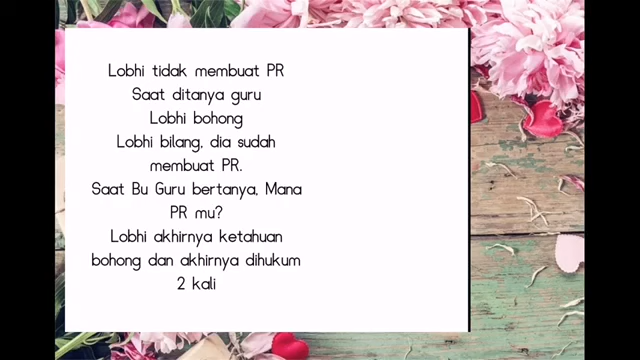 Lobhi tidak membuat PR
Saat ditanya guru
Lobhi bohong
Lobhi bilang, dia sudah
membuat PR.
Saat Bu Guru bertanya, Mana
PR mu?
Lobhi akhirnya ketahuan
bohong dan akhirnya dihukum
2 kali